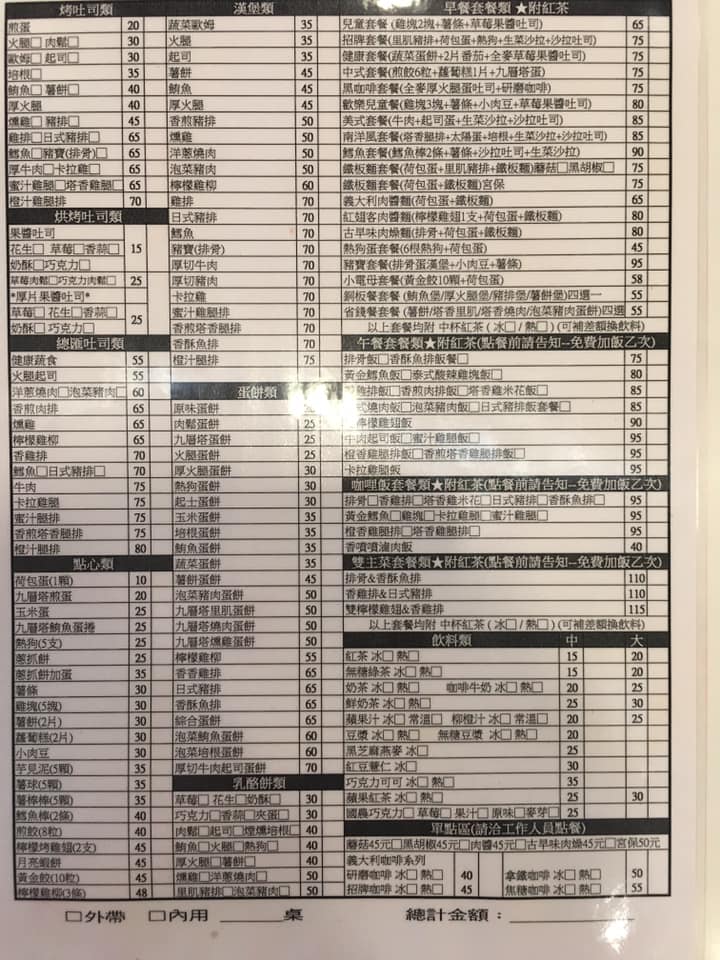 烤吐司類
煎蛋 20
火腿□ 肉鬆□ 30
歐姆□ 起司□ 30
培根□ 35
鮪魚□ 薯餅□ 40
厚火腿 40
燻雞□ 豬排□ 45
雞排□日式豬排□ 65
鱈魚□豬寶(排骨)□ 65
厚牛肉□卡拉雞□ 65
蜜汁雞腿□塔香雞腿□ 65
橙汁雞腿排 70
烘烤吐司類
果醬吐司
花生□ 草莓□香蒜□ 15
奶酥□巧克力□
草莓肉鬆□巧克力肉鬆□ 25
*厚片果醬吐司*
草莓□ 花生□香蒜□ 25
奶酥□ 巧克力□
總匯吐司類
健康蔬食 55
火腿起司 55
洋蔥燒肉□泡菜豬肉□ 60
香煎肉排 65
燻雞 65
檸檬雞柳 65
香雞排 70
鱈魚□日式豬排□ 70
牛肉 75
卡拉雞腿 75
蜜汁腿排 75
香煎塔香腿排 75
橙汁腿排 80
點心類
荷包蛋(1顆) 10
九層塔煎蛋 20
玉米蛋 25
九層塔鮪魚蛋捲 25
熱狗(5支) 25
蔥抓餅 25
蔥抓餅加蛋 35
薯條 30
雞塊(5塊) 30
薯餅(2片) 30
蘿蔔糕(2片) 30
小肉豆 30
芋見泥(5顆) 35
薯球(5顆) 35
薯棒棒(5顆) 35
鱈魚棒(2條) 40
煎餃(8粒) 40
檸檬烤雞翅(2支) 45
月亮蝦餅 45
黃金餃(10粒) 45
檸檬雞柳(3條) 48
漢堡類
蔬菜歐姆 35
火腿 35
起司 35
薯餅 45
鮪魚 45
厚火腿 45
香煎豬排 50
燻雞 50
洋蔥燒肉 50
泡菜豬肉 50
檸檬雞柳 60
雞排 70
日式豬排 70
鱈魚 70
豬寶(排骨) 70
厚切牛肉 70
厚切豬肉 70
卡拉雞 70
蜜汁雞腿排 70
香煎塔香腿排 70
香酥魚排 70
橙汁腿排 75
蛋餅類
原味蛋餅
肉鬆蛋餅 25
九層塔蛋餅 25
火腿蛋餅 25
厚火腿蛋餅 30
熱狗蛋餅 30
起士蛋餅 30
玉米蛋餅 30
培根蛋餅 30
鮪魚蛋餅 30
蔬菜蛋餅 35
薯餅蛋餅 45
泡菜豬肉蛋餅 50
九層塔里肌蛋餅 50
九層塔燒肉蛋餅 50
九層塔燻雞蛋餅 50
檸檬雞柳 55
香香雞排 65
日式豬排 65
香酥魚排 65
綜合蛋餅 65
泡菜鮪魚蛋餅 60
泡菜培根蛋餅 60
厚切牛肉起司蛋餅 70
乳酪餅類
草莓□ 花生□奶酥□ 30
巧克力□香蒜□夾蛋□ 30
肉鬆□起司□煙燻培根□ 40
鮪魚□火腿□熱狗□ 40
厚火腿□薯餅□ 40
燻雞□洋蔥燒肉□ 50
里肌豬排□泡菜豬肉□ 50
早餐套餐類 ★附紅茶
兒童套餐 (雞塊2塊+薯條+草莓果醬吐司) 65
招牌套餐(里肌豬排+荷包蛋+熱狗+生菜沙拉+沙拉吐司) 75
健康套餐(蔬菜蛋餅+2片番茄+全麥草莓果醬吐司) 75
中式套餐(煎餃6粒+蘿蔔糕1片+九層塔蛋) 75
黑咖啡套餐(全麥厚火腿蛋吐司+研磨咖啡) 75
歡樂兒童餐(雞塊3塊+薯條+小肉豆+草莓果醬) 80
美式套餐(牛肉+起司蛋+生菜沙拉+沙拉吐司) 85
南洋風套餐(塔香腿排+太陽蛋+培根+生菜沙拉+沙拉吐司) 85
鱈魚套餐(鱈魚棒2條+薯條+沙拉吐司+生菜沙拉) 90
鐵板麵套餐(荷包蛋+里肌豬排+鐵板麵)蘑菇□黑胡椒□ 75
鐵板麵套餐(荷包蛋+鐵板麵)宮保 75
義大利肉醬麵(荷包蛋+鐵板麵) 65
紅翅客肉醬麵(檸檬雞翅1支+荷包蛋+鐵板麵) 80
古早味肉燥麵(排骨+荷包蛋+鐵板麵) 80
熱狗蛋套餐(6根熱狗+荷包蛋) 45
豬寶套餐(排骨蛋漢堡+小肉豆+薯條) 95
小電母套餐(黃金餃10顆+荷包蛋) 58
銅板餐套餐 (鮪魚堡/厚火腿堡/豬排堡/薯餅堡)四選一 55
省錢餐套餐 (薯餅/塔香里肌/塔香燒肉/泡菜豬肉蛋餅)四選 55
以上套餐均附 中杯紅茶 ( 冰□ / 熱□ ) (可補差額換飲料)
午餐套餐類★附紅茶(點餐前請告知--免費加飯乙次)
排骨飯□香酥魚排飯餐□ 75
黃金鱈魚飯□泰式酸辣雞塊飯□ 80
雞排飯□香煎肉排飯□塔香雞米花飯□ 85
式燒肉飯□泡菜豬肉飯□日式豬排飯套餐□ 85
檬雞翅飯 90
牛肉起司飯□蜜汁雞腿飯□ 95
橙香雞腿排飯□香煎塔香雞腿排飯□ 95
卡拉雞腿飯 95
咖哩飯套餐類★附紅茶(點餐前請告知--免費加飯乙次)
排骨□香雞排□塔香雞米花□日式豬排□香酥魚排□ 95
黃金鱈魚□雞塊□卡拉雞腿□蜜汁雞腿□ 95
橙香雞腿排□塔香雞腿排□ 95
香噴噴滷肉飯 40
雙主菜套餐類★附紅茶(點餐前請告知--免費加飯乙次)
排骨&香酥魚排 110
香雞排&日式豬排 110
雙檸檬雞翅&香雞排 115
以上套餐均附 中杯紅茶 ( 冰□ / 熱□ ) (可補差額換飲料)
飲料類 中 大
紅茶 冰□ 熱□ 15 20
無糖綠茶 冰□ 熱□ 15 20
奶茶 冰□ 熱□ 咖啡牛奶 冰□ 熱□ 20 25
鮮奶茶 冰□ 熱□ 25 30
蘋果汁 冰□ 常溫□ 柳橙汁 冰□ 常溫□ 20 25
豆漿 冰□ 熱□ 無糖豆漿 冰□ 熱□ 20
黑芝麻燕麥 冰□ 25
紅豆薏仁 冰□ 30
巧克力可可 冰□ 熱□ 35
蘋果紅茶 冰□ 熱□ 25 30
國農巧克力□ 草莓□ 果汁□ 原味□ 麥芽□ 25
單點區(請洽工作人員點餐)
蘑菇45元□黑胡椒45元□肉醬45元□古早味肉燥45元□宮保50元
義大利咖啡系列
研磨咖啡 冰□ 熱□ 40 拿鐵咖啡 冰□ 熱□ 50
招牌咖啡 冰□ 熱□ 45 焦糖咖啡 冰□ 熱□ 55
□外帶 □內用 ______桌 總計金額：____________